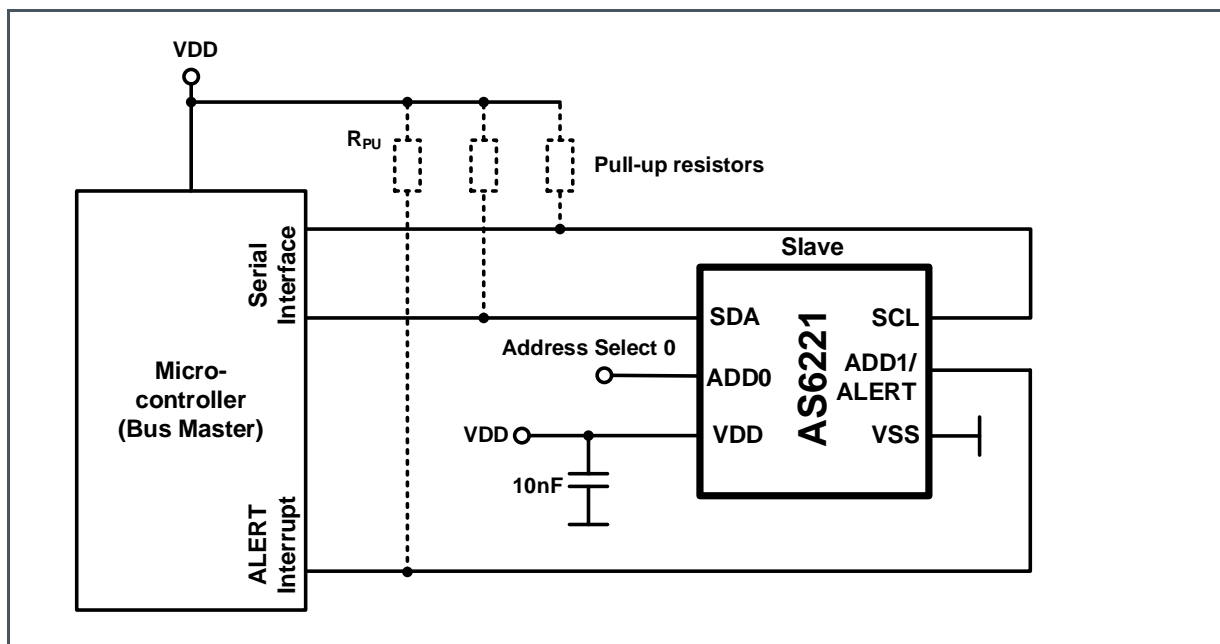 VDD
RPU
Pull-up resistors
Serial
Interface
Slave
SDA
SCL
Address Select 0
ADD0
ADD1/
ALERT
AS6221
Micro-
controller
(Bus Master)
VDD
VDD
VSS
10nF
ALERT
Interrupt